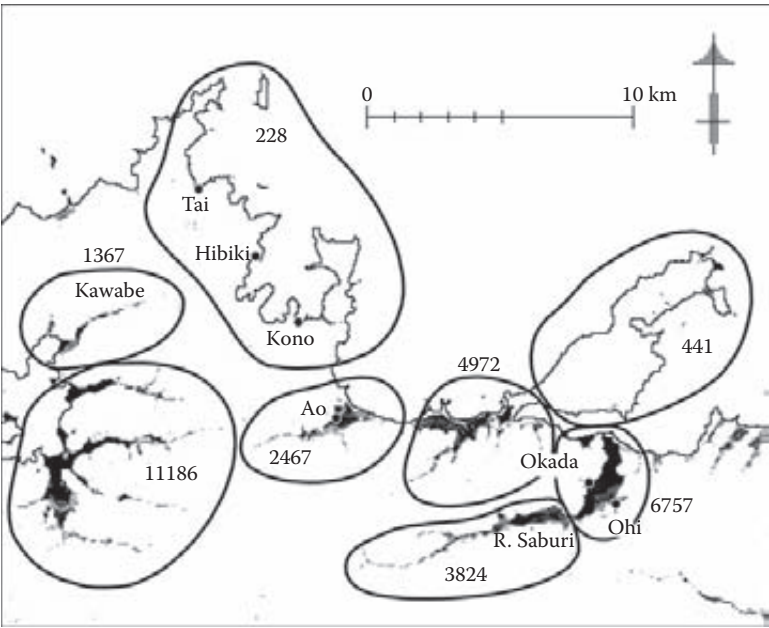 0
10 km
228
Tai
Hibiki
1367
Kawabe
Kono
441
4972
Ao
2467
11186
Okada
6757
Ohi
R. Saburi
3824